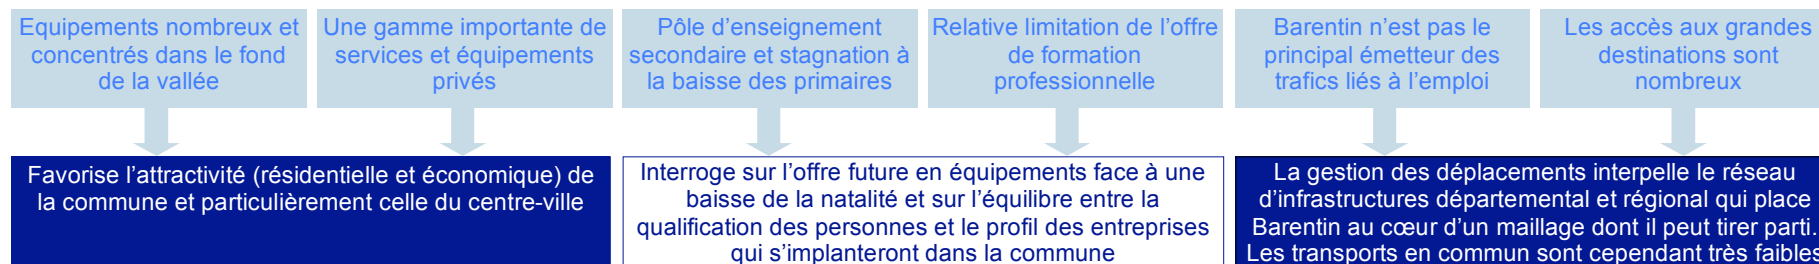 Equipements nombreux et
concentrés dans le fond
de la vallée
Une gamme importante de
services et équipements
privés
Pôle d’enseignement
secondaire et stagnation à
la baisse des primaires
Relative limitation de l’offre
de formation
professionnelle
Barentin n’est pas le
principal émetteur des
trafics liés à l’emploi
Les accès aux grandes
destinations sont
nombreux
Favorise l’attractivité (résidentielle et économique) de
la commune et particulièrement celle du centre-ville
Interroge sur l’offre future en équipements face à une
baisse de la natalité et sur l’équilibre entre la
qualification des personnes et le profil des entreprises
qui s’implanteront dans la commune
La gestion des déplacements interpelle le réseau
d’infrastructures départemental et régional qui place
Barentin au cœur d’un maillage dont il peut tirer parti.
Les transports en commun sont cependant très faibles